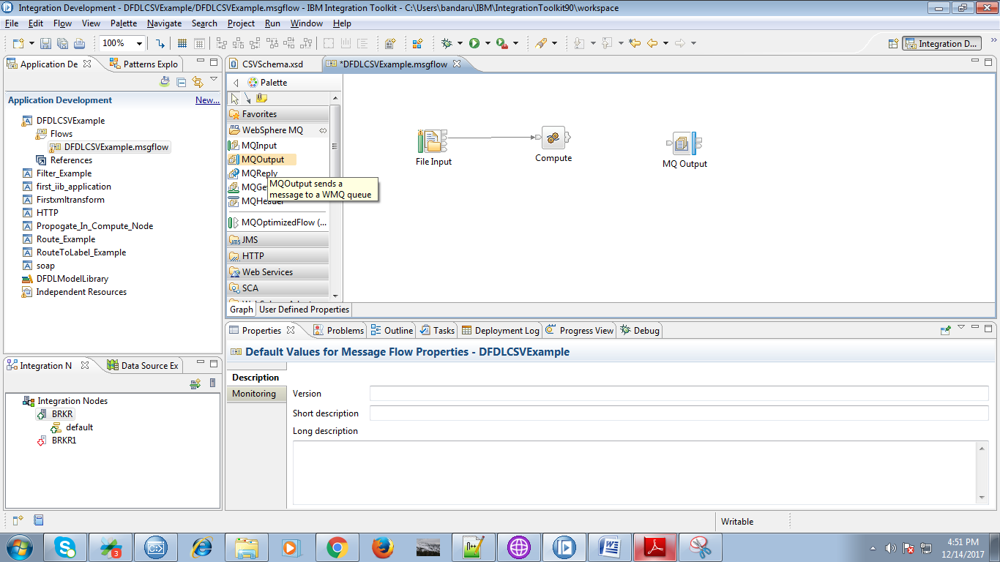 Integration Development - DFDLCSVExample/DFDLCSVExample.msgflow - IBM Integration Toolkit - C:\Users\bandaru\IBM\IntegrationToolkit90\workspace
File Edit Flow View Palette Navigate Search Project Run Window Help
100%
Integration D...
Application De
Patterns Explo
Application Development
New...
DFDLCSVExample
Flows
DFDLCSVExample.msgflow
References
Filter_Example
first_iib_application
Firstxmltransform
HTTP
Propogate_In_Compute_Node
Route_Example
RouteToLabel_Example
soap
DFDLModelLibrary
Independent Resources
Integration N
Data Source Ex
Integration Nodes
BRKR
default
BRKR1
CSVSchema.xsd
*DFDLCSVExample.msgflow
Palette
Favorites
WebSphere MQ
MQInput
MQOutput
MQReply
MQGe
MQHeader
MQOutput sends a
message to a WMQ queue
MQOptimizedFlow (...
JMS
HTTP
Web Services
SCA
File Input
Compute
MQ Output
Graph
User Defined Properties
Properties
Problems
Outline
Tasks
Deployment Log
Progress View
Debug
Default Values for Message Flow Properties - DFDLCSVExample
Description
Monitoring
Version
Short description
Long description
Writable
3
4:51 PM
12/14/2017